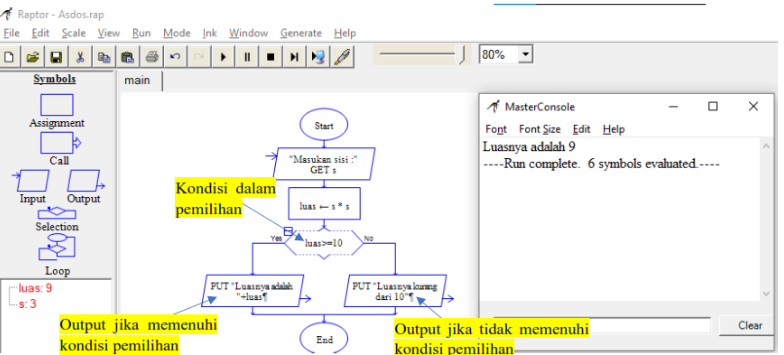 Raptor - Asdos.rap
File Edit Scale View Run Mode Ink Window Generate Help
80%
Symbols
Assignment
Call
Input Output
Selection
Loop
luas: 9
s: 3
main
Start
"Masukan sisi :"
GET s
luas ← s * s
Kondisi dalam
pemilihan
Yes
luas>=10
No
PUT "Luasnya adalah
"+luas¶
PUT "Luasnya kurang
dari 10"¶
Output jika memenuhi
kondisi pemilihan
End
Output jika tidak memenuhi
kondisi pemilihan
MasterConsole
Font Font Size Edit Help
Luasnya adalah 9
----Run complete. 6 symbols evaluated.----
Clear